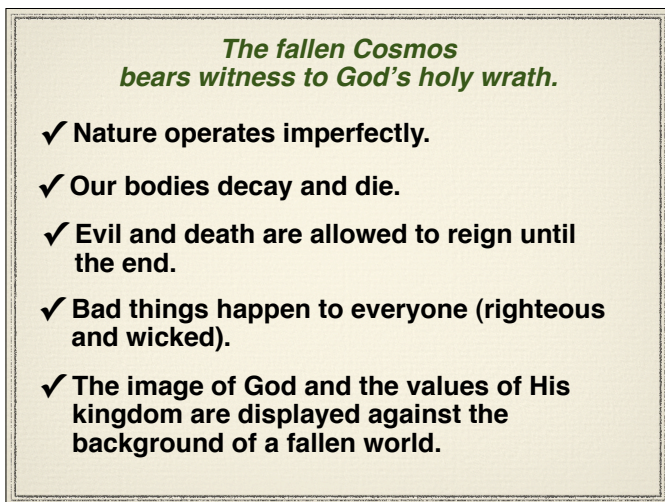 The fallen Cosmos
bears witness to God’s holy wrath.
✓ Nature operates imperfectly.
✓ Our bodies decay and die.
✓ Evil and death are allowed to reign until
the end.
✓ Bad things happen to everyone (righteous
and wicked).
✓ The image of God and the values of His
kingdom are displayed against the
background of a fallen world.